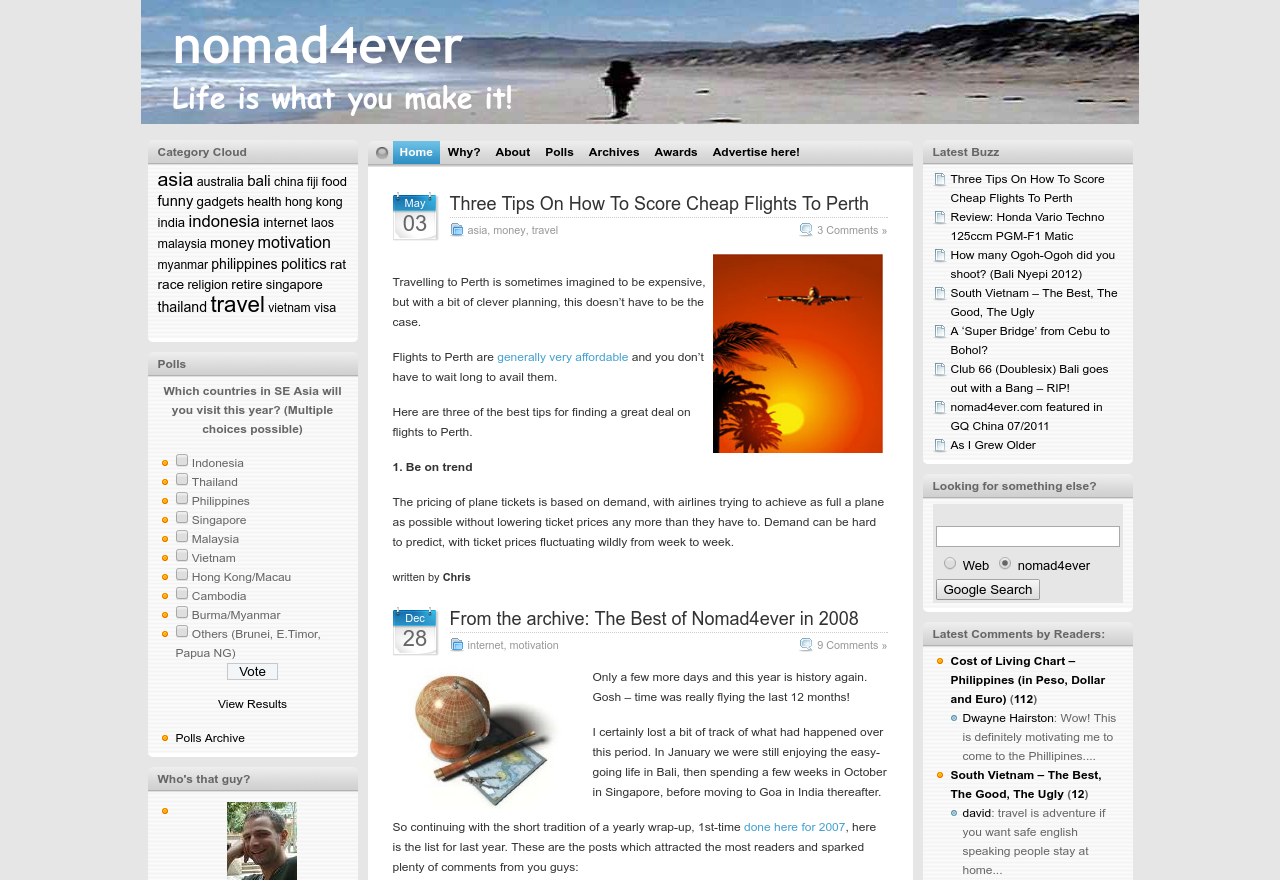 nomad4ever
Life is what you make it!
Category Cloud
asia australia bali china fiji food
funny gadgets health hong kong
india indonesia internet laos
malaysia money motivation
myanmar philippines politics rat
race religion retire singapore
thailand travel vietnam visa
Polls
Which countries in SE Asia will
you visit this year? (Multiple
choices possible)
Indonesia
Thailand
Philippines
Singapore
Malaysia
Vietnam
Hong Kong/Macau
Cambodia
Burma/Myanmar
Others (Brunei, E.Timor,
Papua NG)
Vote
View Results
Polls Archive
Who's that guy?
Home Why? About Polls Archives Awards Advertise here!
May
03
Three Tips On How To Score Cheap Flights To Perth
asia, money, travel
3 Comments »
Travelling to Perth is sometimes imagined to be expensive,
but with a bit of clever planning, this doesn’t have to be the
case.
Flights to Perth are generally very affordable and you don’t
have to wait long to avail them.
Here are three of the best tips for finding a great deal on
flights to Perth.
1. Be on trend
The pricing of plane tickets is based on demand, with airlines trying to achieve as full a plane
as possible without lowering ticket prices any more than they have to. Demand can be hard
to predict, with ticket prices fluctuating wildly from week to week.
written by Chris
Dec
28
From the archive: The Best of Nomad4ever in 2008
internet, motivation
9 Comments »
Only a few more days and this year is history again.
Gosh – time was really flying the last 12 months!
I certainly lost a bit of track of what had happened over
this period. In January we were still enjoying the easy-
going life in Bali, then spending a few weeks in October
in Singapore, before moving to Goa in India thereafter.
So continuing with the short tradition of a yearly wrap-up, 1st-time done here for 2007, here
is the list for last year. These are the posts which attracted the most readers and sparked
plenty of comments from you guys:
Latest Buzz
Three Tips On How To Score
Cheap Flights To Perth
Review: Honda Vario Techno
125ccm PGM-F1 Matic
How many Ogoh-Ogoh did you
shoot? (Bali Nyepi 2012)
South Vietnam – The Best, The
Good, The Ugly
A ‘Super Bridge’ from Cebu to
Bohol?
Club 66 (Doublesix) Bali goes
out with a Bang – RIP!
nomad4ever.com featured in
GQ China 07/2011
As I Grew Older
Looking for something else?
Web nomad4ever
Google Search
Latest Comments by Readers:
Cost of Living Chart –
Philippines (in Peso, Dollar
and Euro) (112)
Dwayne Hairston: Wow! This
is definitely motivating me to
come to the Phillipines....
South Vietnam – The Best,
The Good, The Ugly (12)
david: travel is adventure if
you want safe english
speaking people stay at
home...